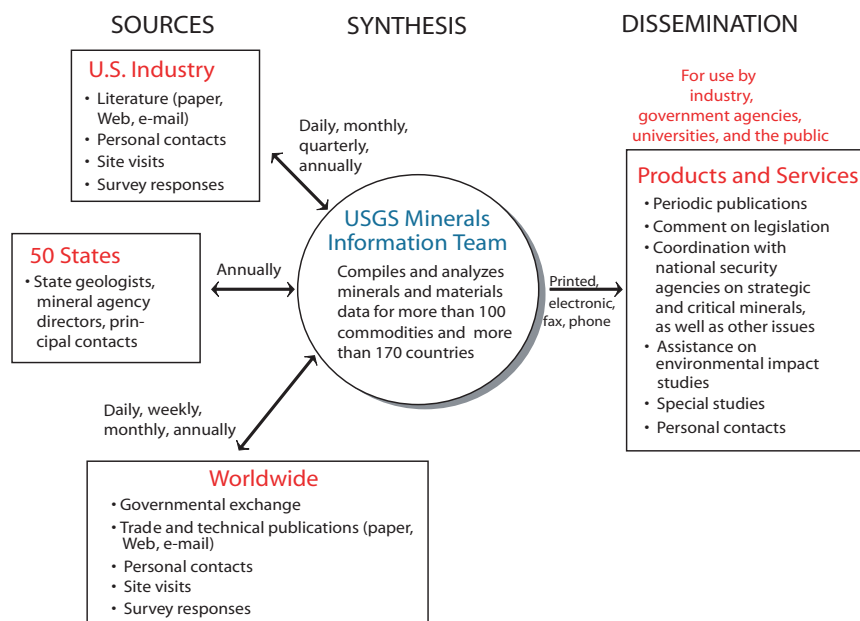 SOURCES
SYNTHESIS
DISSEMINATION
U.S. Industry
• Literature (paper,
Web, e-mail)
• Personal contacts
• Site visits
• Survey responses
Daily, monthly,
quarterly,
annually
50 States
• State geologists,
mineral agency
directors, prin-
cipal contacts
Annually
Daily, weekly,
monthly, annually
Worldwide
• Governmental exchange
• Trade and technical publications (paper,
Web, e-mail)
• Personal contacts
• Site visits
• Survey responses
USGS Minerals
Information Team
Compiles and analyzes
minerals and materials
data for more than 100
commodities and more
than 170 countries
Printed,
electronic,
fax, phone
For use by
industry,
government agencies,
universities, and the public
Products and Services
• Periodic publications
• Comment on legislation
• Coordination with
national security
agencies on strategic
and critical minerals,
as well as other issues
• Assistance on
environmental impact
studies
• Special studies
• Personal contacts